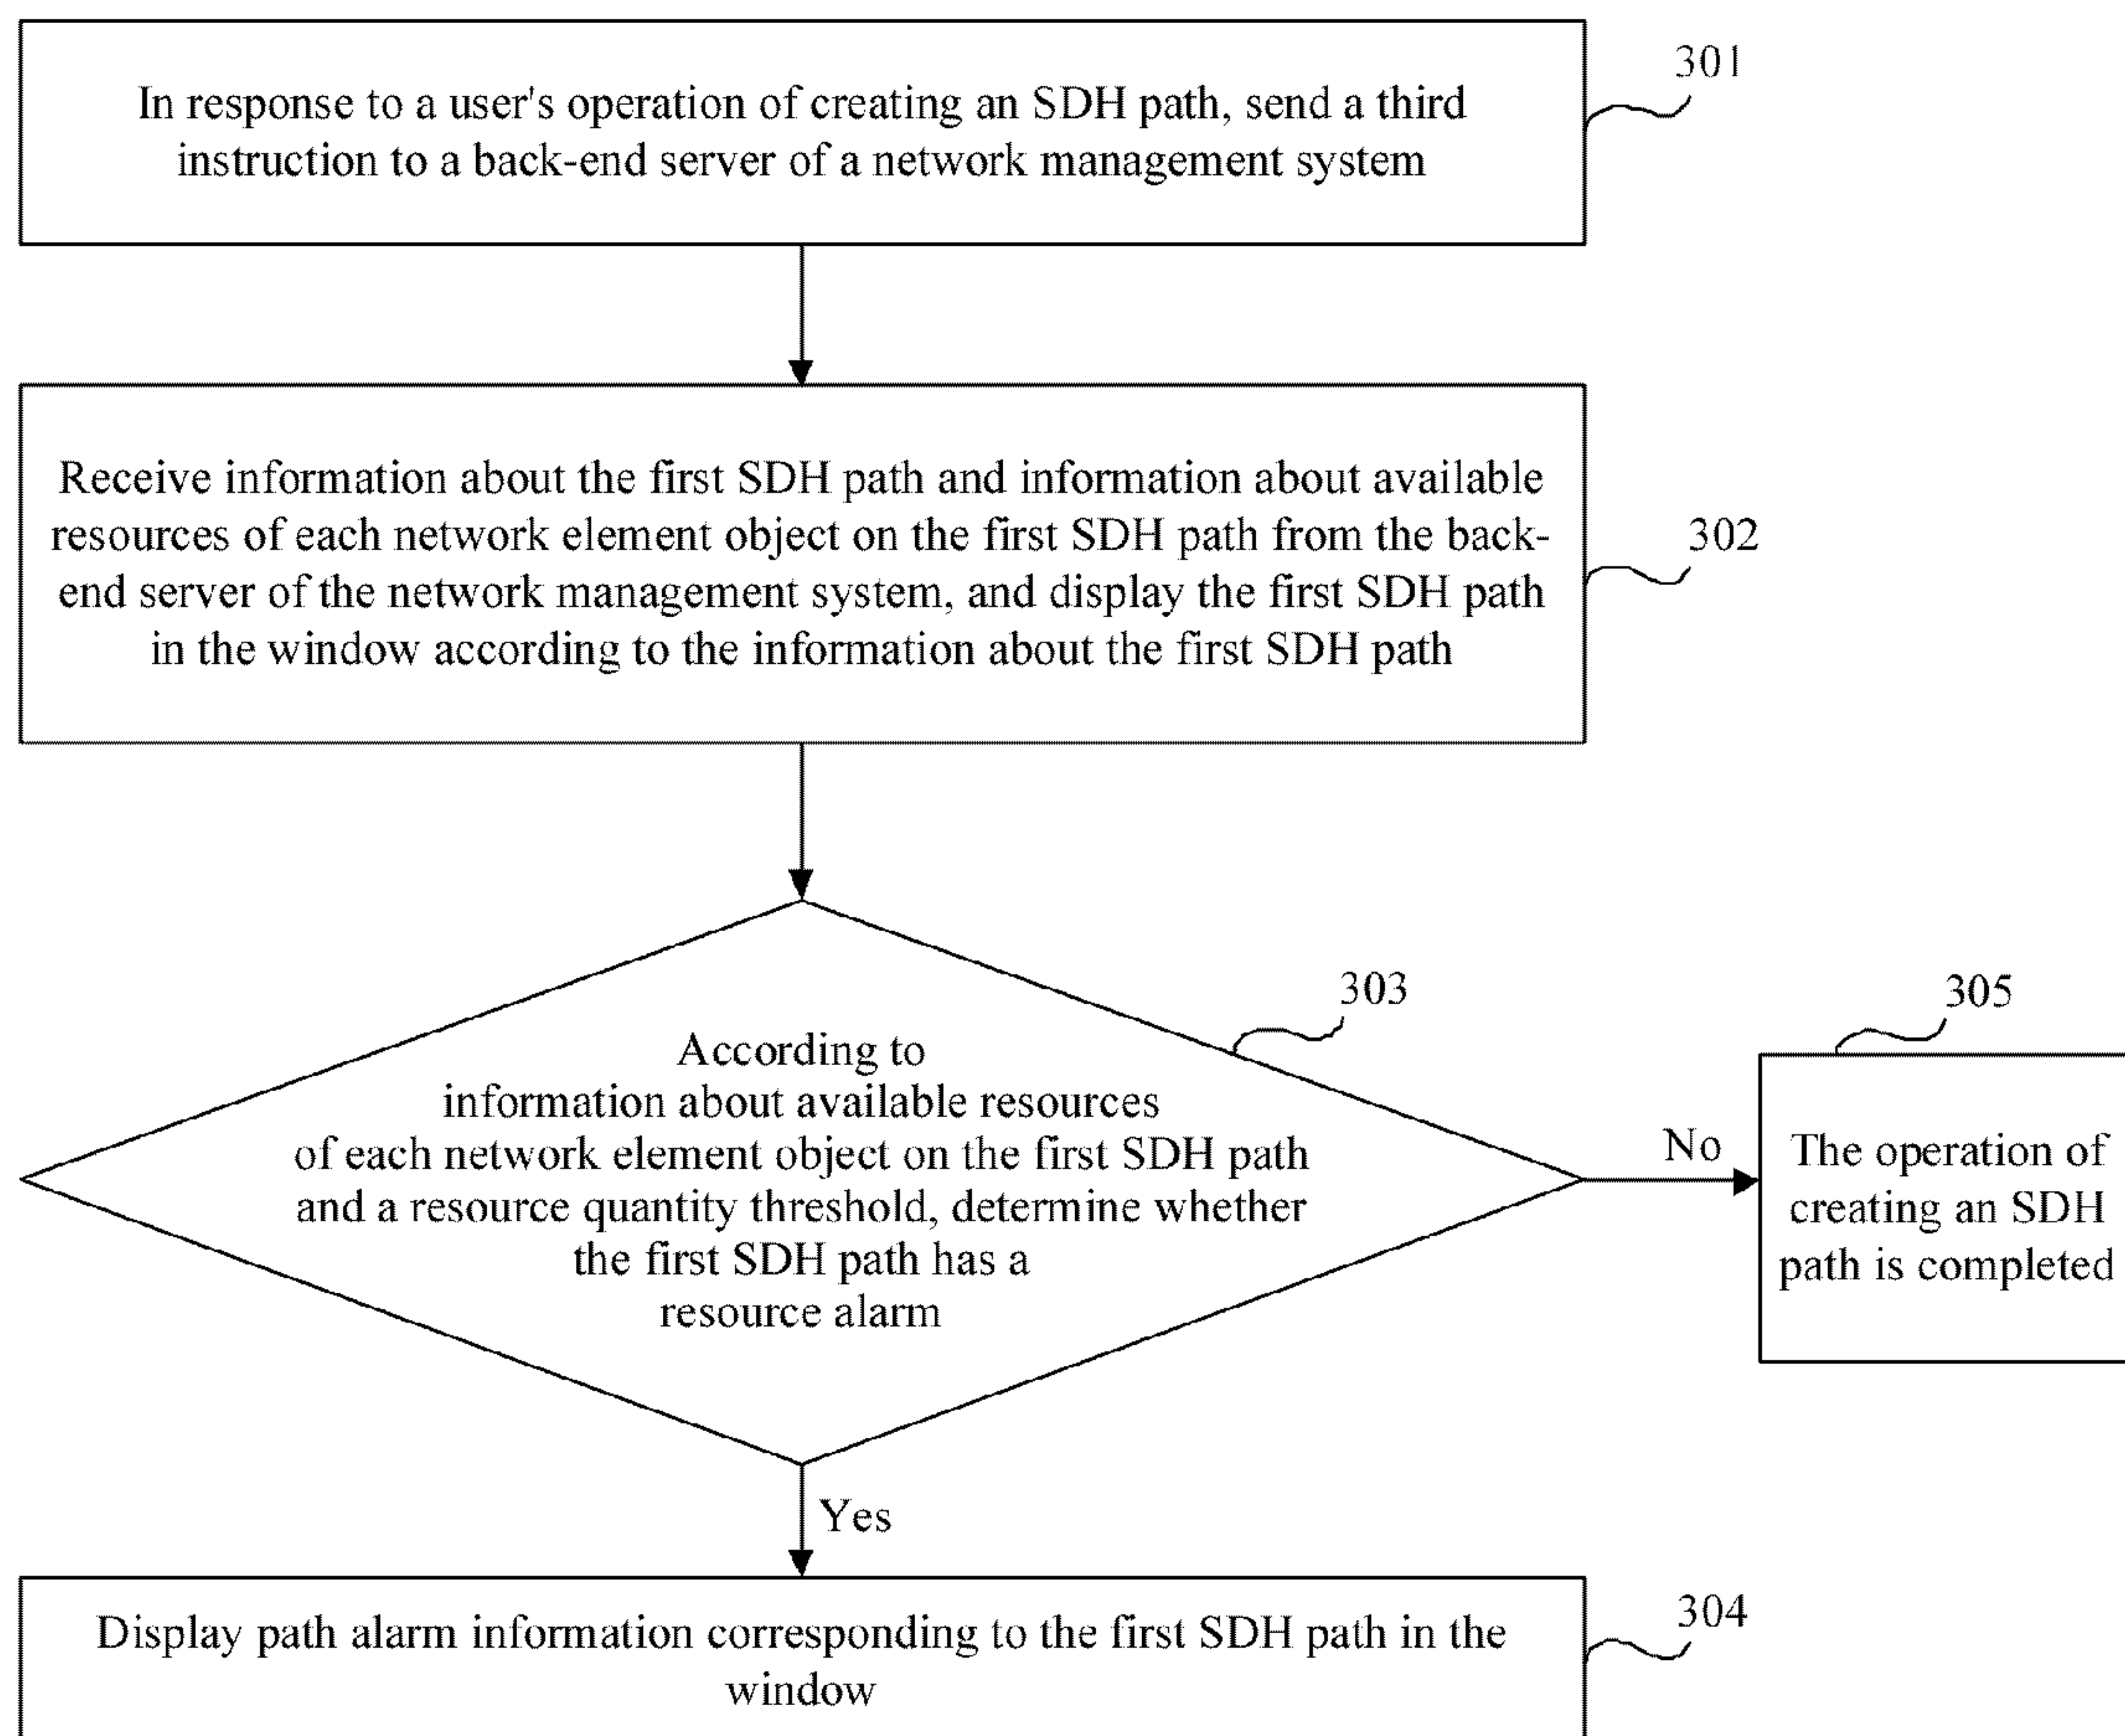 301
In response to a user's operation of creating an SDH path, send a third
instruction to a back-end server of a network management system
302
Receive information about the first SDH path and information about available
resources of each network element object on the first SDH path from the back-
end server of the network management system, and display the first SDH path
in the window according to the information about the first SDH path
303
According to
information about available resources
of each network element object on the first SDH path
and a resource quantity threshold, determine whether
the first SDH path has a
resource alarm
No
305
The operation of
creating an SDH
path is completed
Yes
304
Display path alarm information corresponding to the first SDH path in the
window